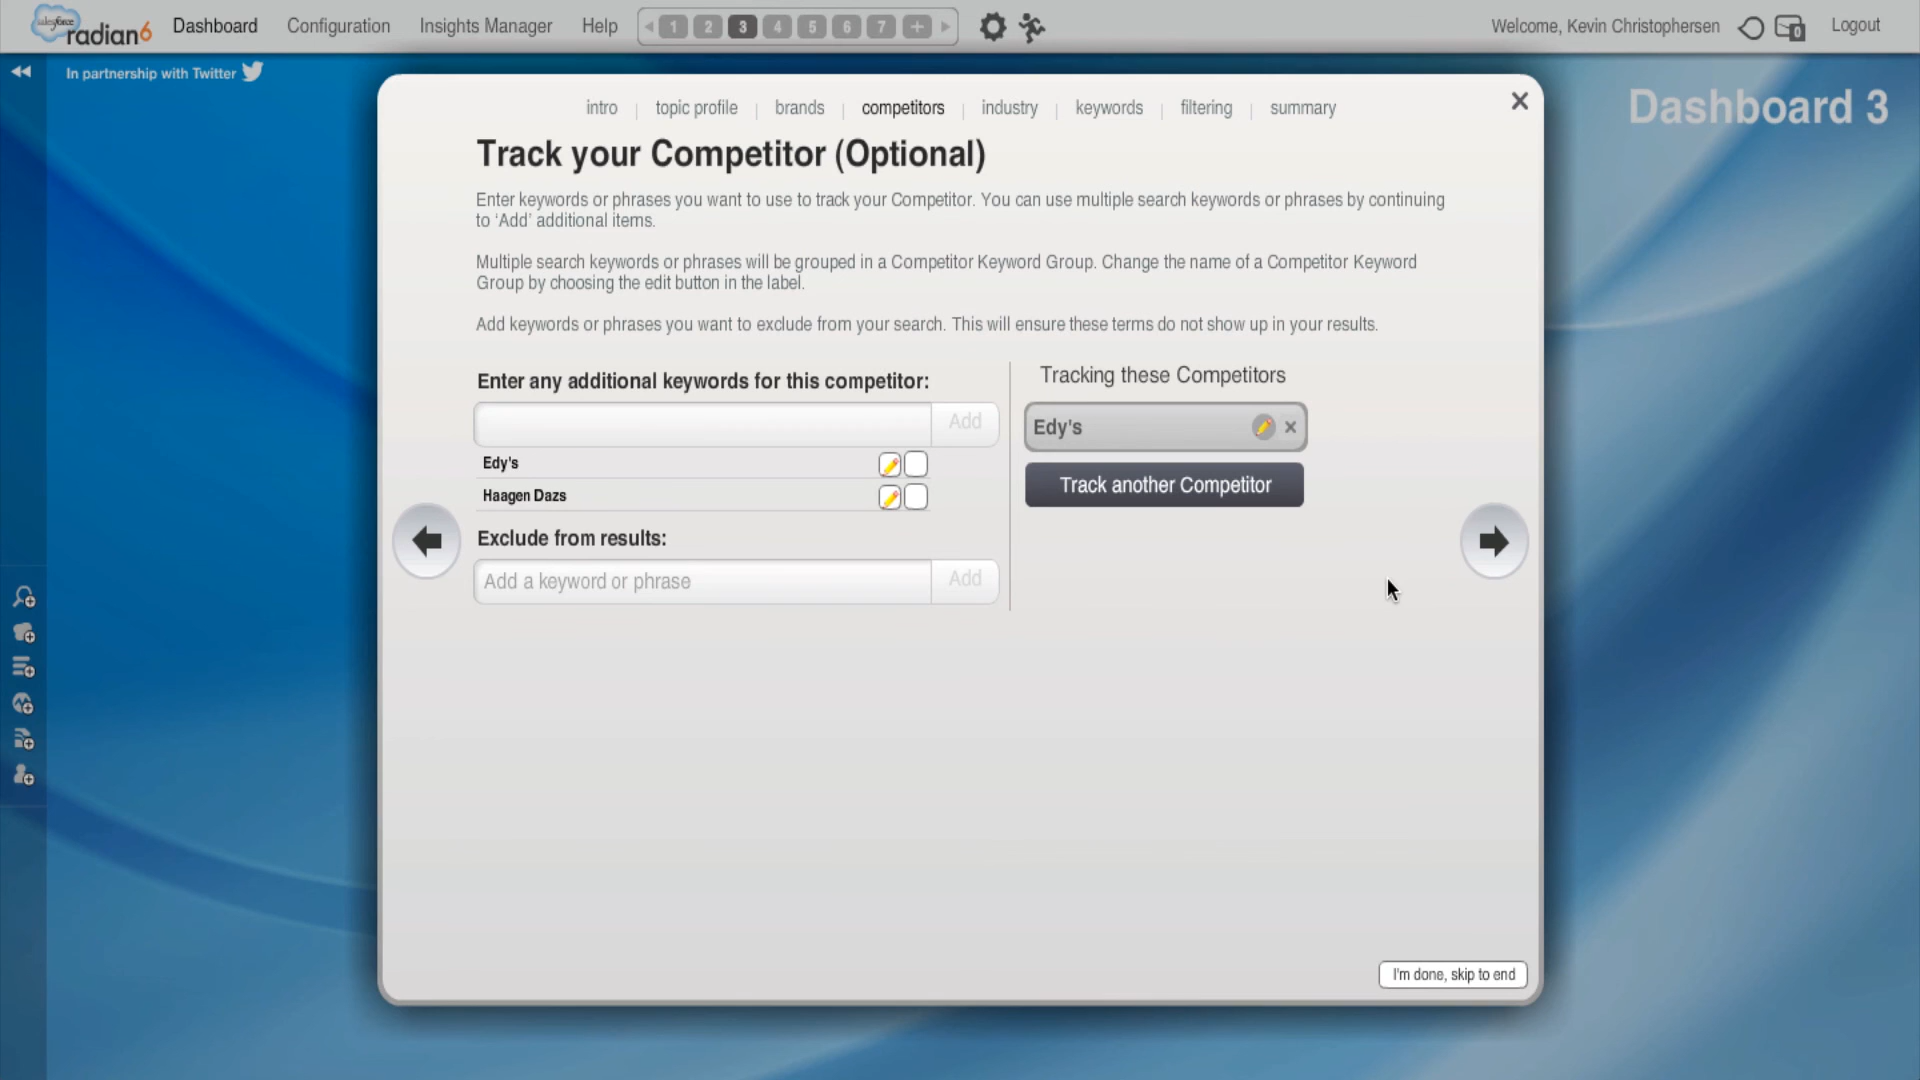 salesforce radian6
Dashboard
Configuration
Insights Manager
Help
1 2 3 4 5 6 7 +
Welcome, Kevin Christophersen
0
Logout
In partnership with Twitter
Dashboard 3
intro | topic profile | brands | competitors | industry | keywords | filtering | summary
Track your Competitor (Optional)
Enter keywords or phrases you want to use to track your Competitor. You can use multiple search keywords or phrases by continuing
to ‘Add’ additional items.
Multiple search keywords or phrases will be grouped in a Competitor Keyword Group. Change the name of a Competitor Keyword
Group by choosing the edit button in the label.
Add keywords or phrases you want to exclude from your search. This will ensure these terms do not show up in your results.
Enter any additional keywords for this competitor:
Add
Edy's
Haagen Dazs
Exclude from results:
Add a keyword or phrase
Add
Tracking these Competitors
Edy's
Track another Competitor
I'm done, skip to end